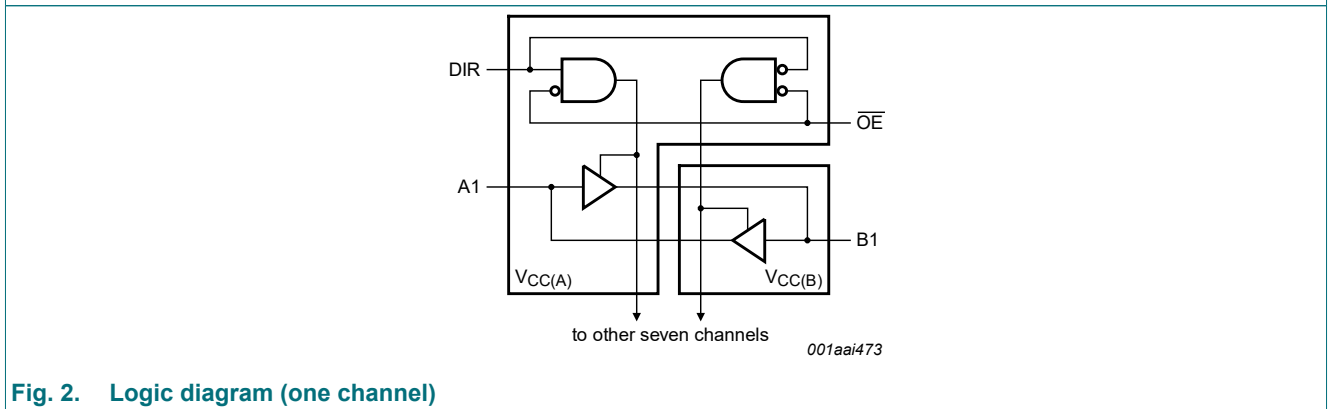 DIR
OE
A1
B1
VCC(A)
VCC(B)
to other seven channels
001aai473
Fig. 2. Logic diagram (one channel)